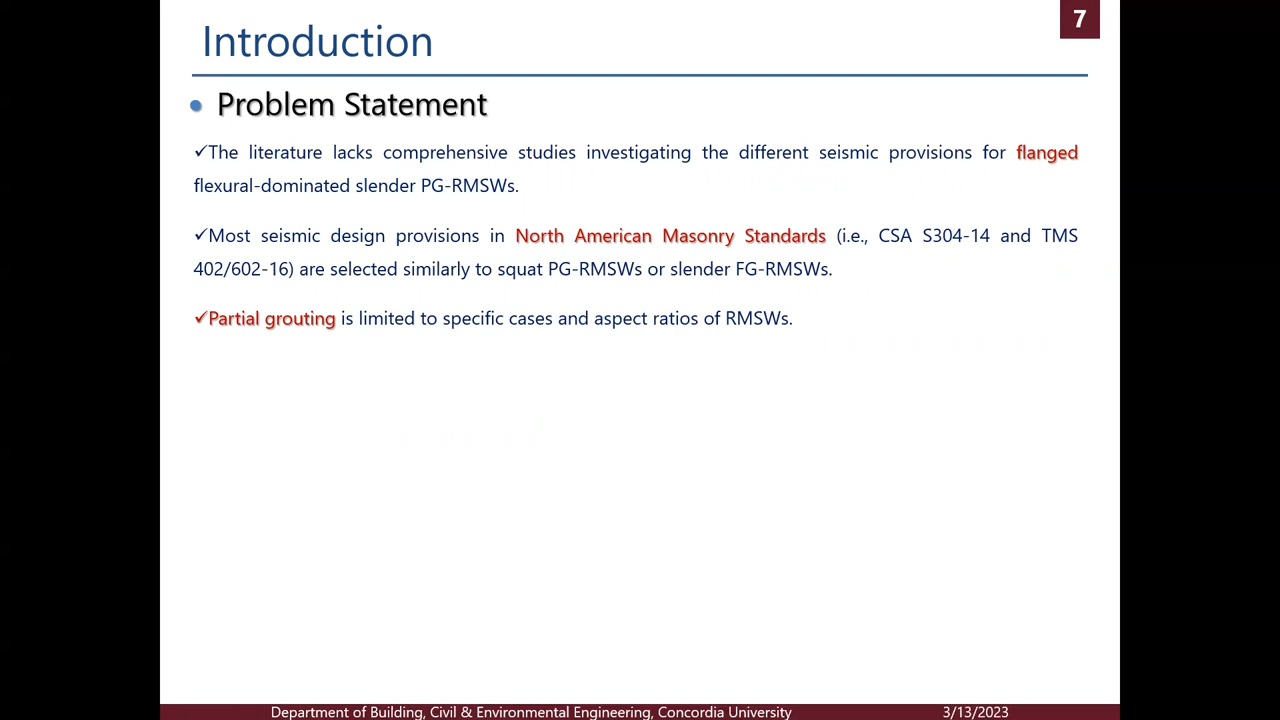 7
Introduction
• Problem Statement
✓The literature lacks comprehensive studies investigating the different seismic provisions for flanged
flexural-dominated slender PG-RMSWs.
✓Most seismic design provisions in North American Masonry Standards (i.e., CSA S304-14 and TMS
402/602-16) are selected similarly to squat PG-RMSWs or slender FG-RMSWs.
✓Partial grouting is limited to specific cases and aspect ratios of RMSWs.
Department of Building, Civil & Environmental Engineering, Concordia University 3/13/2023